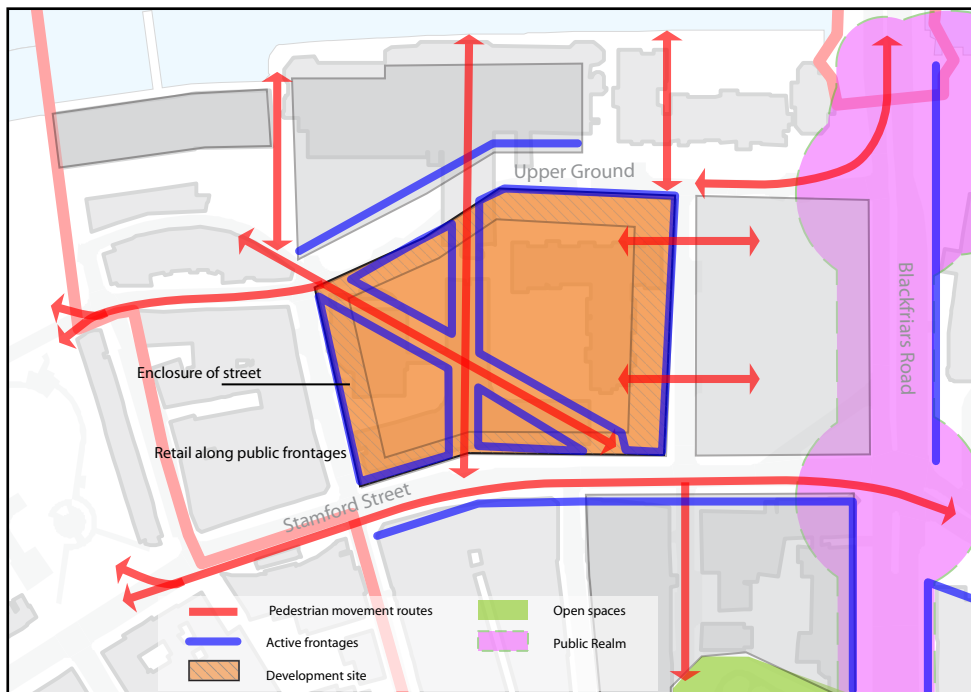 Upper Ground
Blackfriars Road
Enclosure of street
Retail along public frontages
Stamford Street
Pedestrian movement routes
Active frontages
Development site
Open spaces
Public Realm